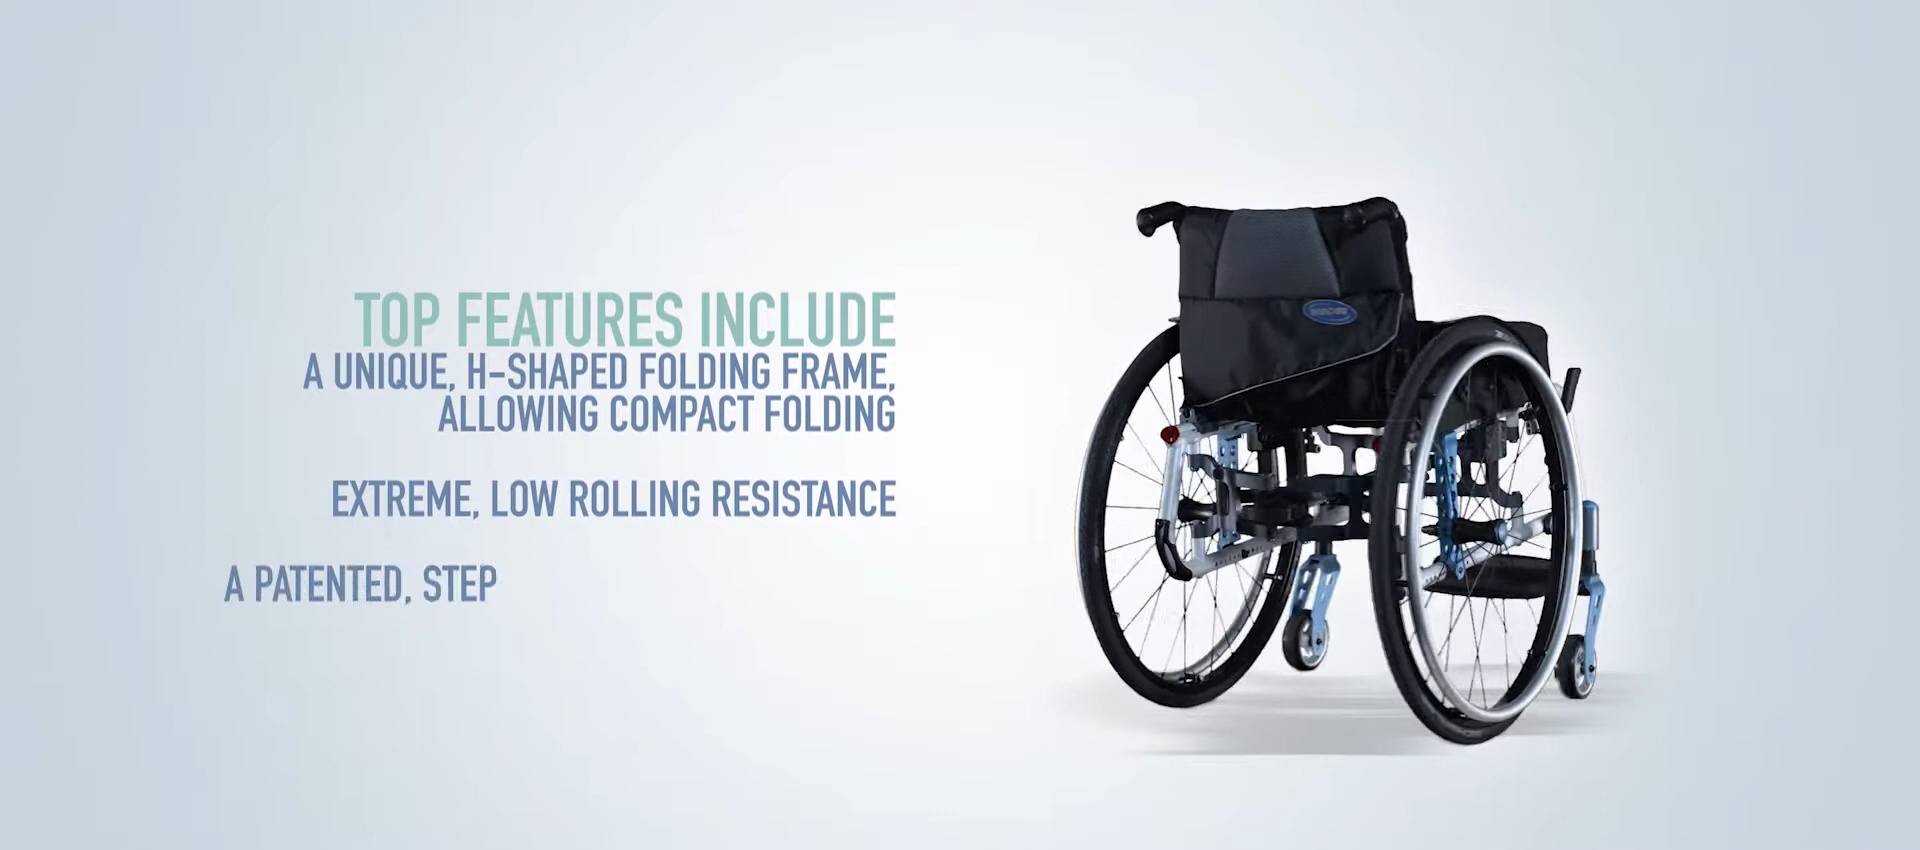 TOP FEATURES INCLUDE
A UNIQUE, H-SHAPED FOLDING FRAME,
ALLOWING COMPACT FOLDING
EXTREME, LOW ROLLING RESISTANCE
A PATENTED, STEP